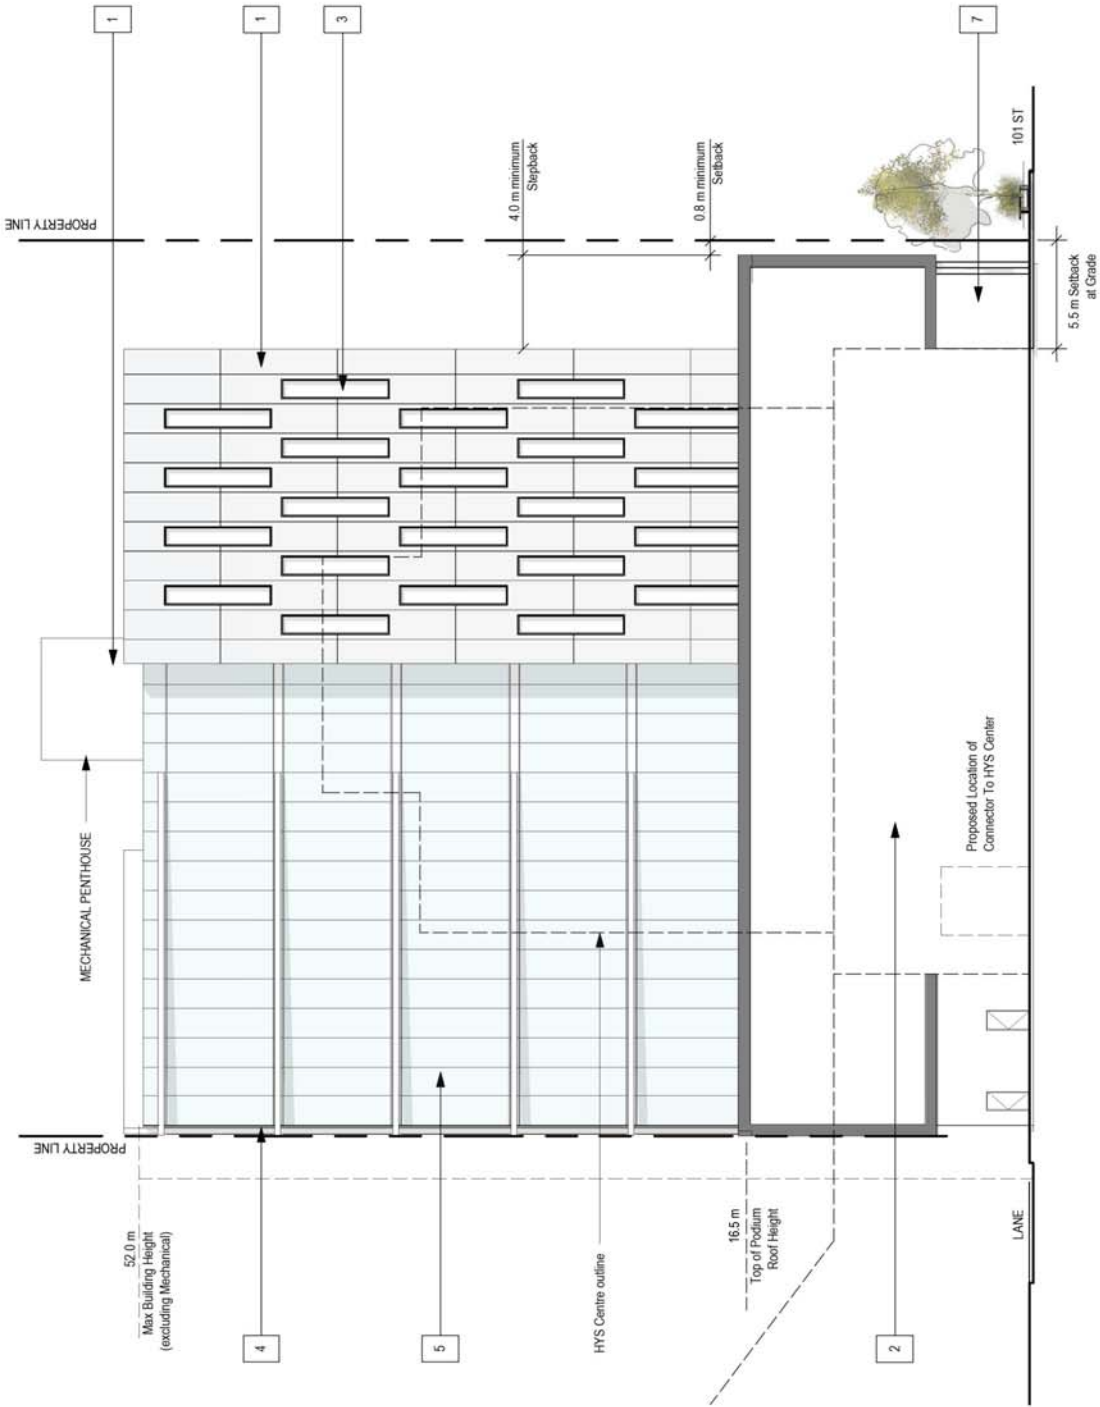 1
1
3
7
PROPERTY LINE
4.0 m minimum
Stepback
0.8 m minimum
Setback
101 ST
5.5 m Setback
at Grade
MECHANICAL PENTHOUSE
Proposed Location of
Connector To HYS Center
PROPERTY LINE
52.0 m
Max Building Height
(excluding Mechanical)
16.5 m
Top of Podium
Roof Height
LANE
HYS Centre outline
4
5
2